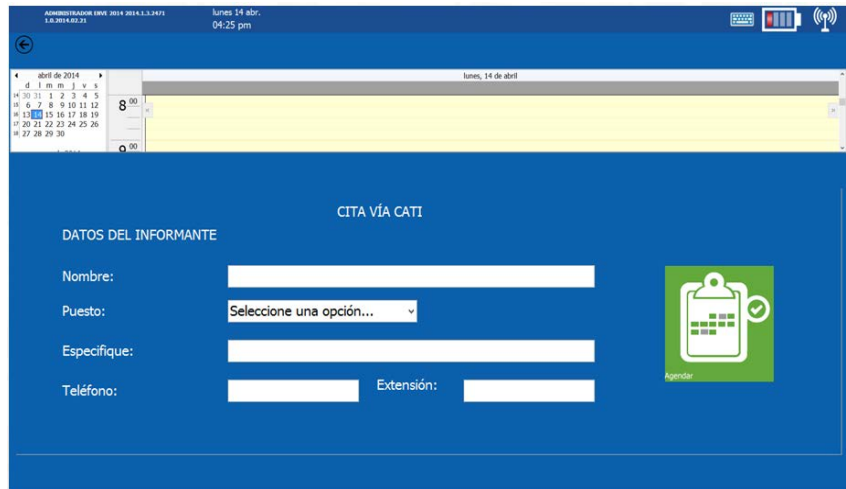 ADMINISTRADOR ENVE 2014 2014.1.3.2471
1.0.2014.02.21
lunes 14 abr.
04:25 pm
abril de 2014
d l m m j v s
14 30 31 1 2 3 4 5
15 6 7 8 9 10 11 12
16 13 14 15 16 17 18 19
17 20 21 22 23 24 25 26
18 27 28 29 30
lunes, 14 de abril
8 00
9 00
CITA VÍA CATI
DATOS DEL INFORMANTE
Nombre:
Puesto: Seleccione una opción...
Especifique:
Teléfono: Extensión:
Agendar